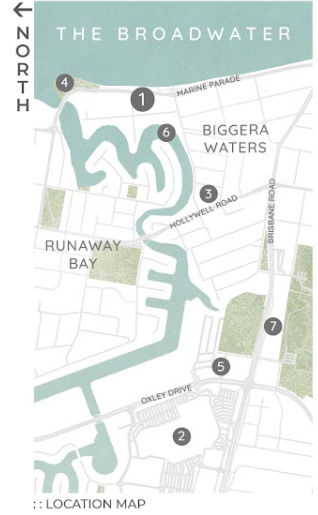 ←
NORTH
THE BROADWATER
4
1
MARINE PARADE
6
BIGGERA
WATERS
3
HOLLYWELL ROAD
BRISBANE ROAD
RUNAWAY
BAY
7
5
OXLEY DRIVE
2
:: LOCATION MAP